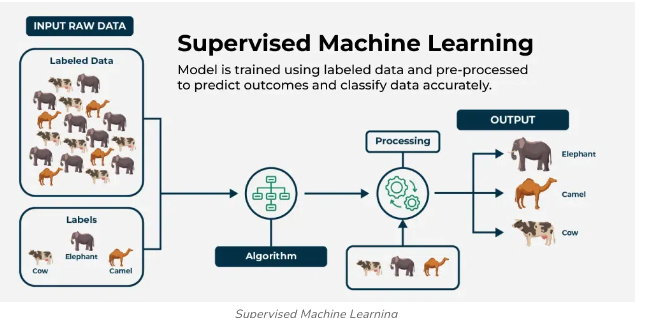 INPUT RAW DATA
Labeled Data
Supervised Machine Learning
Model is trained using labeled data and pre-processed
to predict outcomes and classify data accurately.
OUTPUT
Processing
Elephant
Camel
Cow
Labels
Elephant
Cow
Camel
Algorithm
Supervised Machine Learning